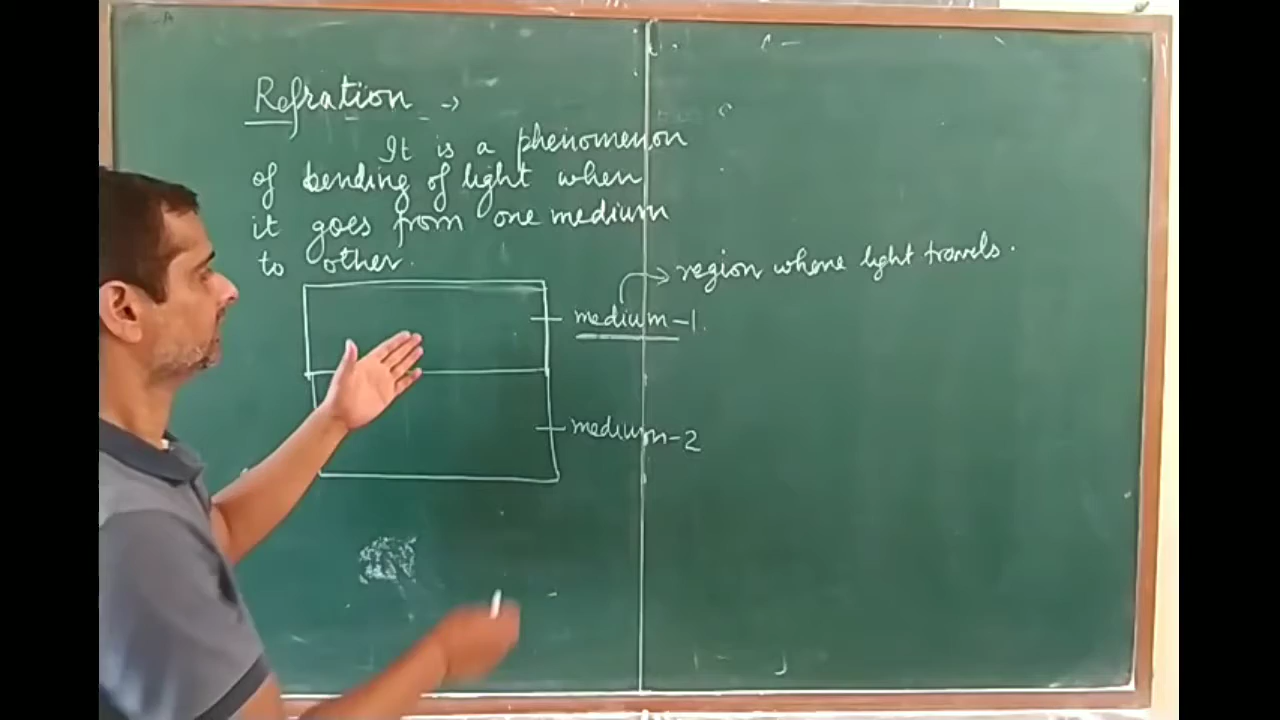 Refration →
It is a phenomenon
of bending of light when
it goes from one medium
to other.
region where light travels.
medium-1.
medium-2